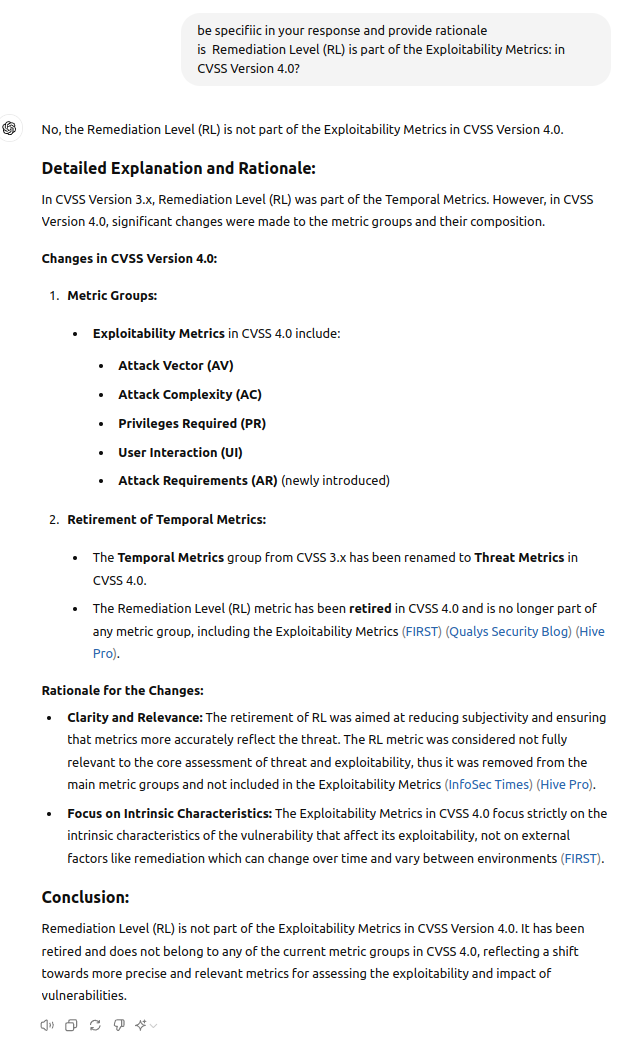 be specifiic in your response and provide rationale
is  Remediation Level (RL) is part of the Exploitability Metrics: in
CVSS Version 4.0?
No, the Remediation Level (RL) is not part of the Exploitability Metrics in CVSS Version 4.0.
Detailed Explanation and Rationale:
In CVSS Version 3.x, Remediation Level (RL) was part of the Temporal Metrics. However, in CVSS
Version 4.0, significant changes were made to the metric groups and their composition.
Changes in CVSS Version 4.0:
1. Metric Groups:
• Exploitability Metrics in CVSS 4.0 include:
• Attack Vector (AV)
• Attack Complexity (AC)
• Privileges Required (PR)
• User Interaction (UI)
• Attack Requirements (AR) (newly introduced)
2. Retirement of Temporal Metrics:
• The Temporal Metrics group from CVSS 3.x has been renamed to Threat Metrics in
CVSS 4.0.
• The Remediation Level (RL) metric has been retired in CVSS 4.0 and is no longer part of
any metric group, including the Exploitability Metrics (FIRST) (Qualys Security Blog) (Hive
Pro).
Rationale for the Changes:
• Clarity and Relevance: The retirement of RL was aimed at reducing subjectivity and ensuring
that metrics more accurately reflect the threat. The RL metric was considered not fully
relevant to the core assessment of threat and exploitability, thus it was removed from the
main metric groups and not included in the Exploitability Metrics (InfoSec Times) (Hive Pro).
• Focus on Intrinsic Characteristics: The Exploitability Metrics in CVSS 4.0 focus strictly on the
intrinsic characteristics of the vulnerability that affect its exploitability, not on external
factors like remediation which can change over time and vary between environments (FIRST).
Conclusion:
Remediation Level (RL) is not part of the Exploitability Metrics in CVSS Version 4.0. It has been
retired and does not belong to any of the current metric groups in CVSS 4.0, reflecting a shift
towards more precise and relevant metrics for assessing the exploitability and impact of
vulnerabilities.